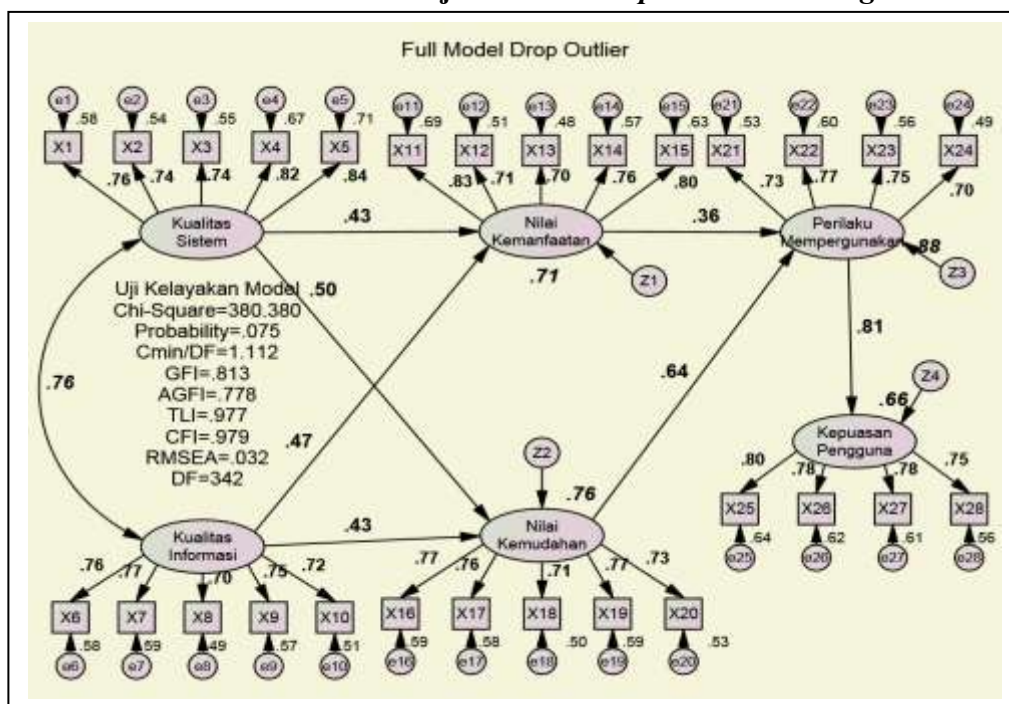 Full Model Drop Outlier
e1 e2 e3 e4 e5 e11 e12 e13 e14 e15 e21 e22 e23 e24
.58 .54 .55 .67 .71 .69 .51 .48 .57 .63 .53 .60 .56 .49
X1 X2 X3 X4 X5 X11 X12 X13 X14 X15 X21 X22 X23 X24
.76 .74 .74 .82 .84 .83 .71 .70 .76 .80 .73 .77 .75 .70
Kualitas
Sistem
.43
Nilai
Kemanfaatan
.36
Perilaku
Mempergunakan
.88
.71
Z1
Z3
Uji Kelayakan Model
.50
Chi-Square=380.380
Probability=.075
Cmin/DF=1.112
GFI=.813
AGFI=.778
TLI=.977
CFI=.979
RMSEA=.032
DF=342
.76
.47
.64
.81
Z4
.66
Kepuasan
Pengguna
.80 .78 .78 .75
X25 X26 X27 X28
.64 .62 .61 .56
e25 e26 e27 e28
Z2
.76
Kualitas
Informasi
.43
Nilai
Kemudahan
.76 .77 .70 .75 .72
X6 X7 X8 X9 X10
.58 .59 .49 .57 .51
e6 e7 e8 e9 e10
.77 .76 .71 .77 .73
X16 X17 X18 X19 X20
.59 .58 .50 .59 .53
e16 e17 e18 e19 e20